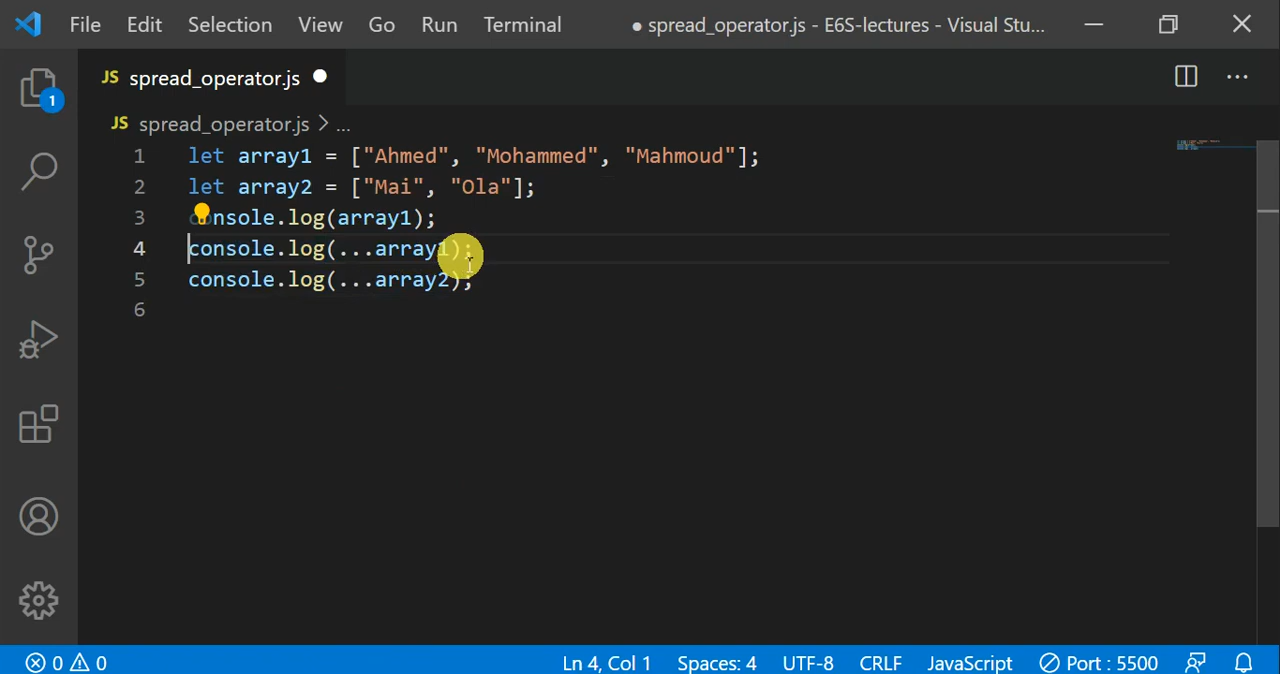 File Edit Selection View Go Run Terminal ● spread_operator.js - E6S-lectures - Visual Stu...
JS spread_operator.js ●
1
JS spread_operator.js > ...
1 let array1 = ["Ahmed", "Mohammed", "Mahmoud"];
2 let array2 = ["Mai", "Ola"];
3 console.log(array1);
4 console.log(...array1);
5 console.log(...array2);
6
0 0 Ln 4, Col 1 Spaces: 4 UTF-8 CRLF JavaScript Port : 5500